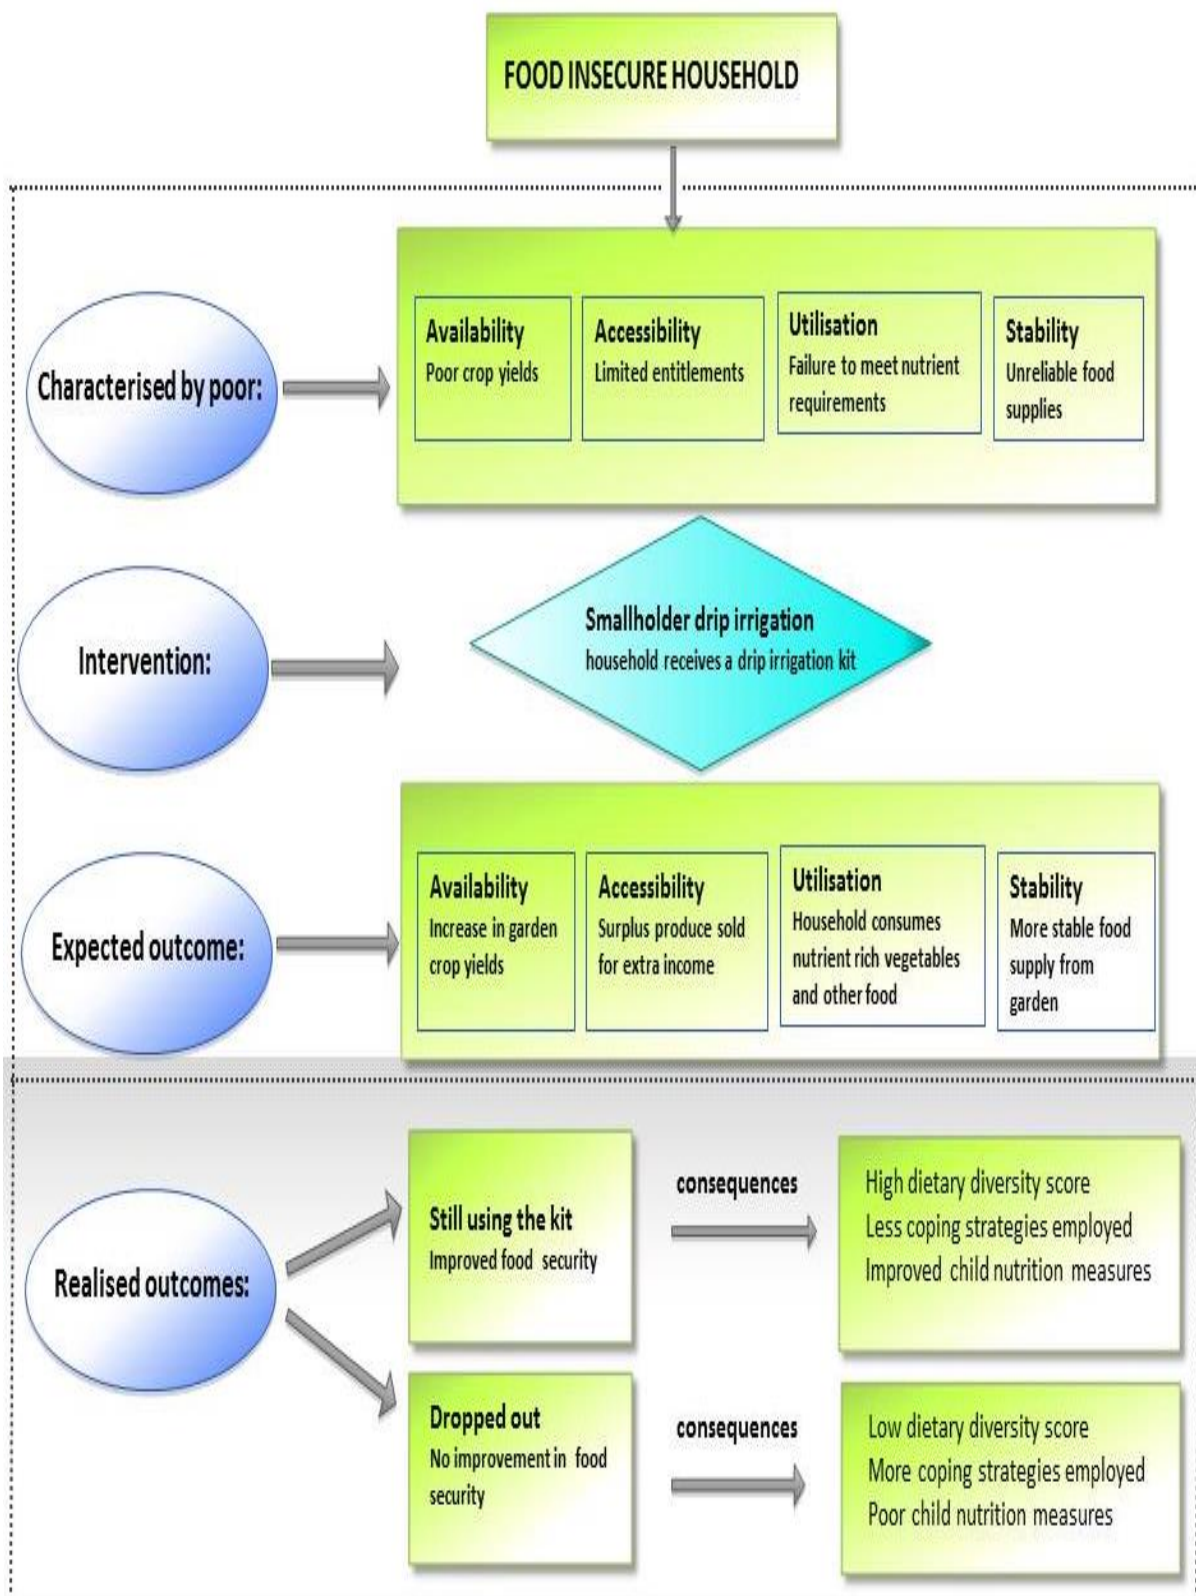 FOOD INSECURE HOUSEHOLD
Characterised by poor:
Availability
Poor crop yields
Accessibility
Limited entitlements
Utilisation
Failure to meet nutrient
requirements
Stability
Unreliable food
supplies
Intervention:
Smallholder drip irrigation
household receives a drip irrigation kit
Expected outcome:
Availability
Increase in garden
crop yields
Accessibility
Surplus produce sold
for extra income
Utilisation
Household consumes
nutrient rich vegetables
and other food
Stability
More stable food
supply from
garden
Realised outcomes:
Still using the kit
Improved food security
consequences
High dietary diversity score
Less coping strategies employed
Improved child nutrition measures
Dropped out
No improvement in food
security
consequences
Low dietary diversity score
More coping strategies employed
Poor child nutrition measures